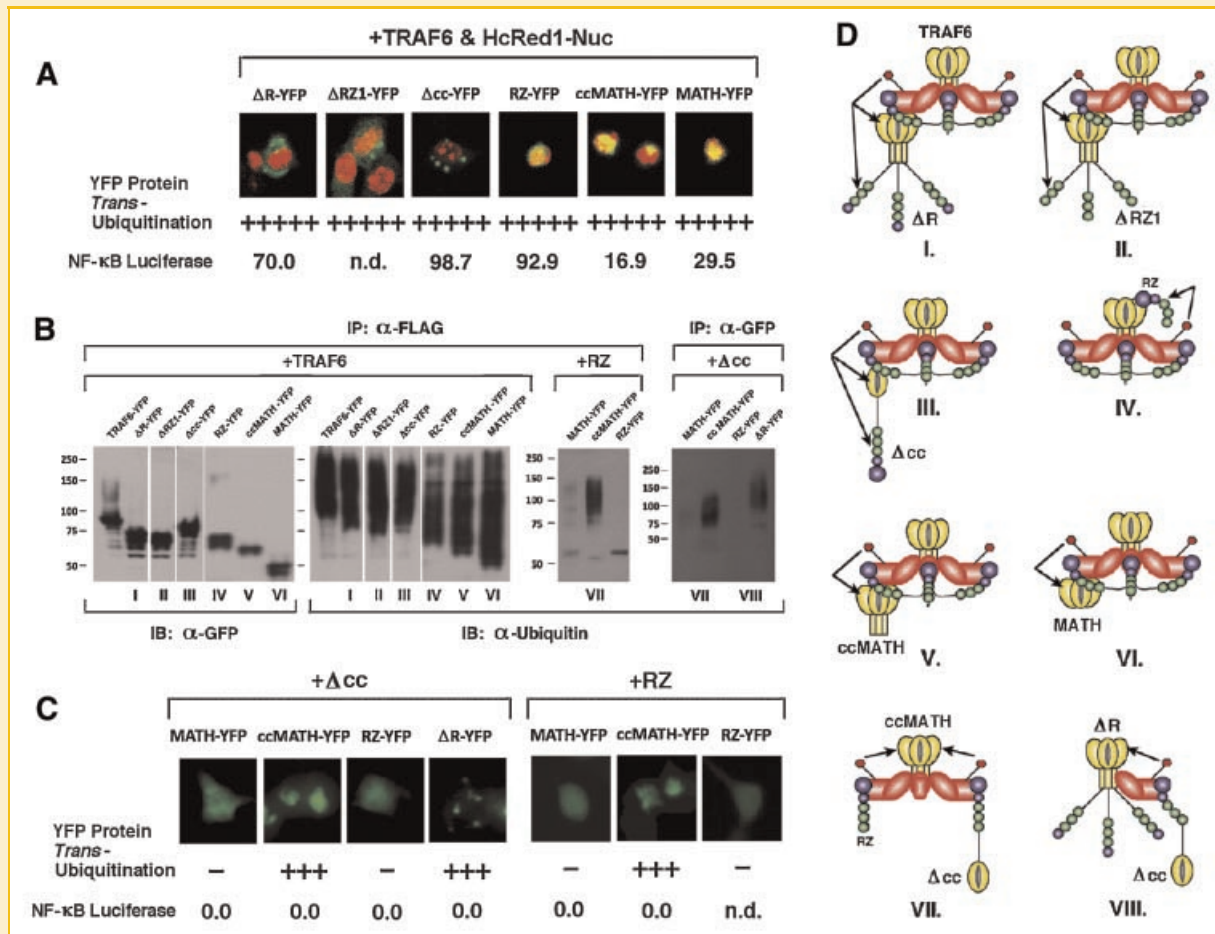 A
+TRAF6 & HcRed1-Nuc
ΔR-YFP ΔRZ1-YFP Δcc-YFP RZ-YFP ccMATH-YFP MATH-YFP
YFP Protein
Trans-
Ubiquitination +++++ +++++ +++++ +++++ +++++ +++++
NF-κB Luciferase 70.0 n.d. 98.7 92.9 16.9 29.5
B
IP: α-FLAG IP: α-GFP
+TRAF6 +RZ +Δcc
TRAF6-YFP ΔR-YFP ΔRZ1-YFP Δcc-YFP RZ-YFP ccMATH-YFP MATH-YFP TRAF6-YFP ΔR-YFP ΔRZ1-YFP Δcc-YFP RZ-YFP ccMATH-YFP MATH-YFP MATH-YFP ccMATH-YFP RZ-YFP MATH-YFP cc MATH-YFP RZ-YFP ΔR-YFP
250 250 250 250
150 150 150 150
100 100 100 100
75 75 75 75
50 50 50 50
I II III IV V VI I II III IV V VI VII VII VIII
IB: α-GFP IB: α-Ubiquitin
C
+Δcc +RZ
MATH-YFP ccMATH-YFP RZ-YFP ΔR-YFP MATH-YFP ccMATH-YFP RZ-YFP
YFP Protein
Trans-
Ubiquitination – +++ – +++ – +++ –
NF-κB Luciferase 0.0 0.0 0.0 0.0 0.0 0.0 n.d.
D
TRAF6
ΔR ΔRZ1
I. II.
RZ
III. IV.
Δcc
ccMATH MATH
V. VI.
ccMATH ΔR
RZ Δcc Δcc
VII. VIII.